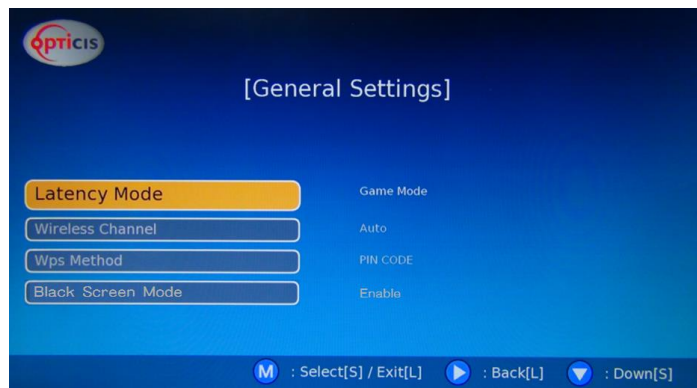 OPTICIS
[General Settings]
Latency Mode Game Mode
Wireless Channel Auto
Wps Method PIN CODE
Black Screen Mode Enable
M : Select[S] / Exit[L] : Back[L] : Down[S]